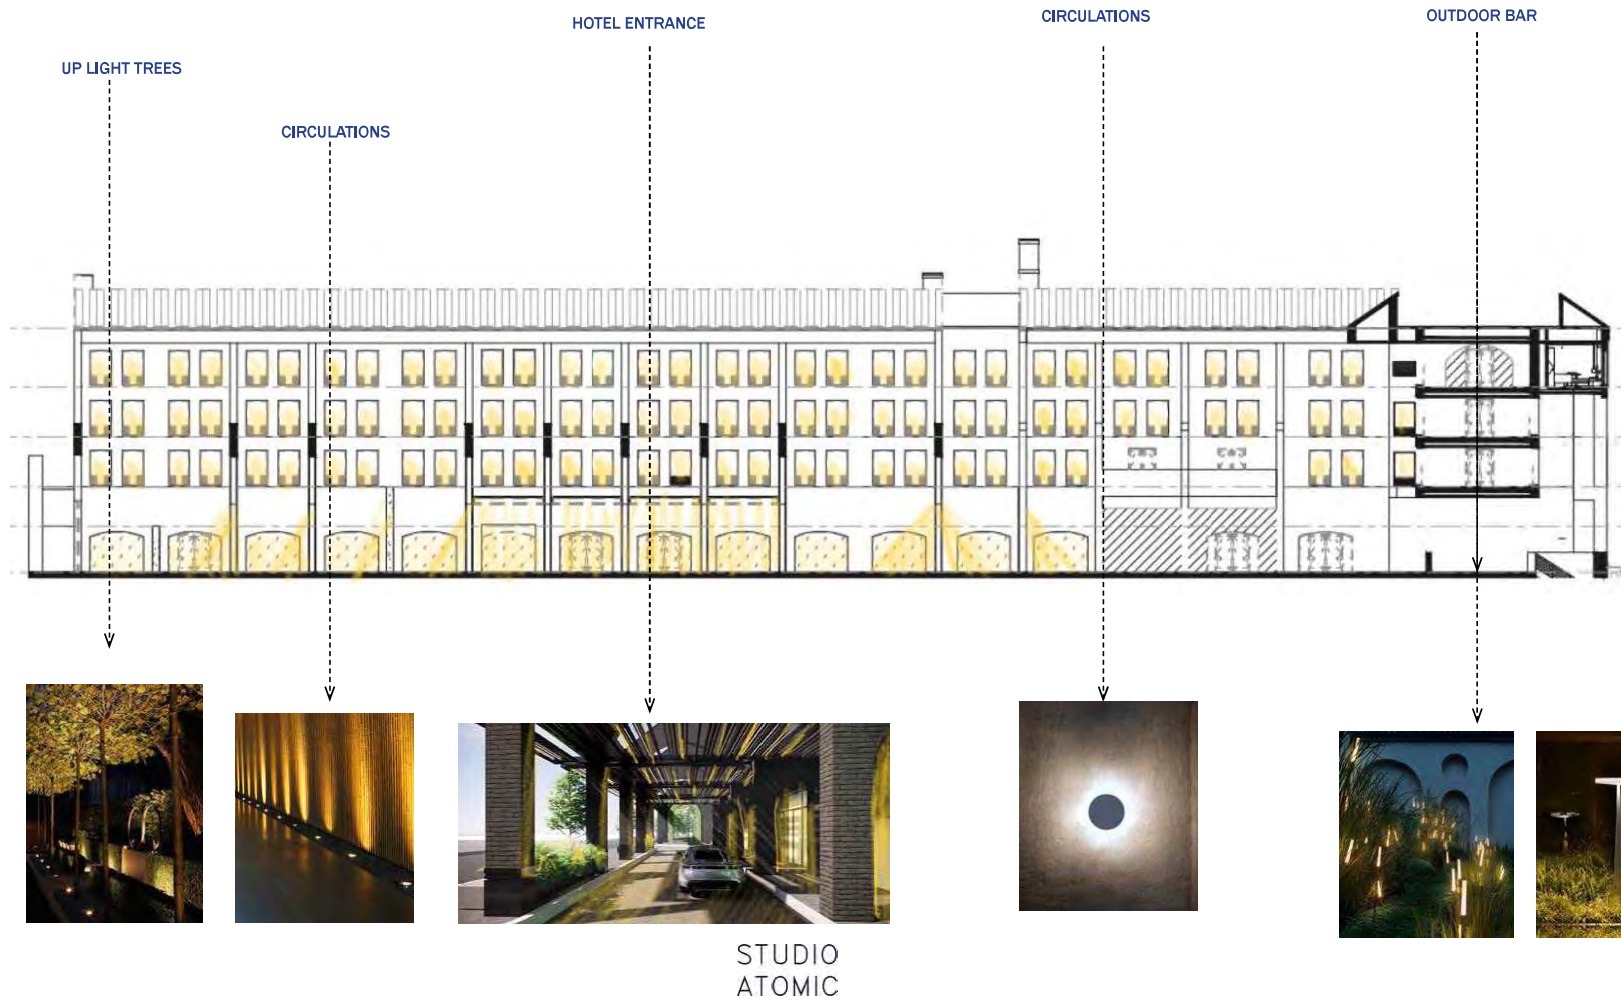 HOTEL ENTRANCE
CIRCULATIONS
OUTDOOR BAR
UP LIGHT TREES
CIRCULATIONS
STUDIO
ATOMIC